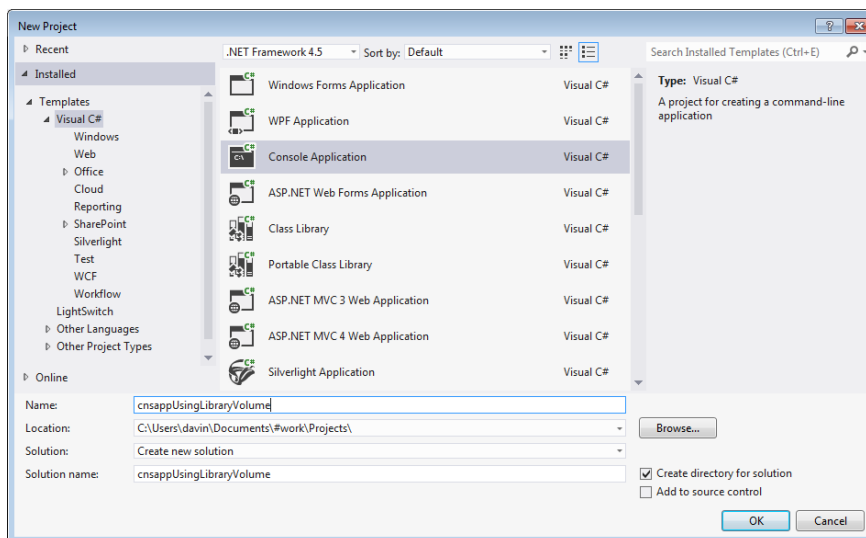 New Project
Recent
.NET Framework 4.5 Sort by: Default Search Installed Templates (Ctrl+E)
Installed
Templates
Visual C#
Windows
Web
Office
Cloud
Reporting
SharePoint
Silverlight
Test
WCF
Workflow
LightSwitch
Other Languages
Other Project Types
Online
C# Windows Forms Application Visual C#
C# WPF Application Visual C#
C# C:\ Console Application Visual C#
C# ASP.NET Web Forms Application Visual C#
C# Class Library Visual C#
C# Portable Class Library Visual C#
C# ASP.NET MVC 3 Web Application Visual C#
C# ASP.NET MVC 4 Web Application Visual C#
C# Silverlight Application Visual C#
Type: Visual C#
A project for creating a command-line
application
Name: cnsappUsingLibraryVolume
Location: C:\Users\davin\Documents\#work\Projects\ Browse...
Solution: Create new solution
Solution name: cnsappUsingLibraryVolume Create directory for solution
Add to source control
OK Cancel